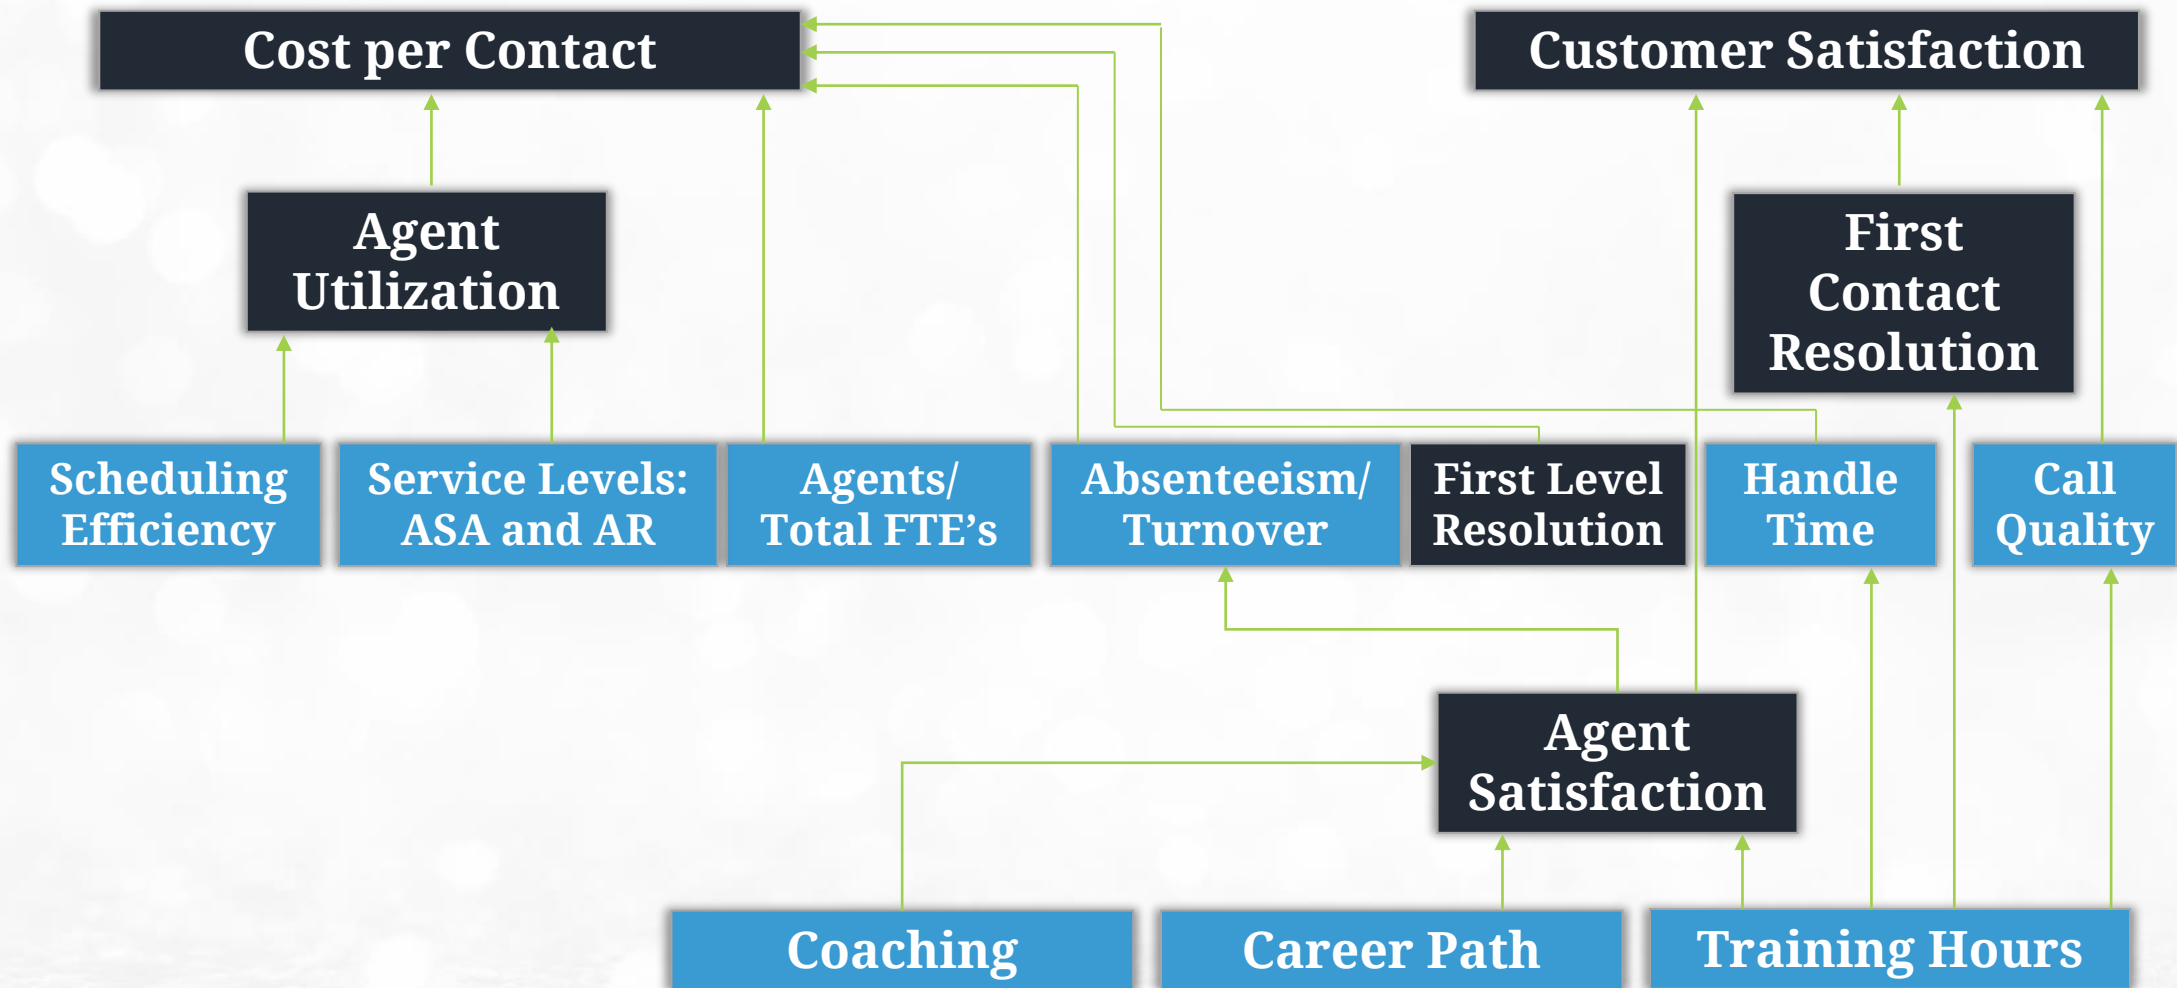 Cost per Contact
Customer Satisfaction
Agent
Utilization
First
Contact
Resolution
Scheduling
Efficiency
Service Levels:
ASA and AR
Agents/
Total FTE’s
Absenteeism/
Turnover
First Level
Resolution
Handle
Time
Call
Quality
Agent
Satisfaction
Coaching
Career Path
Training Hours